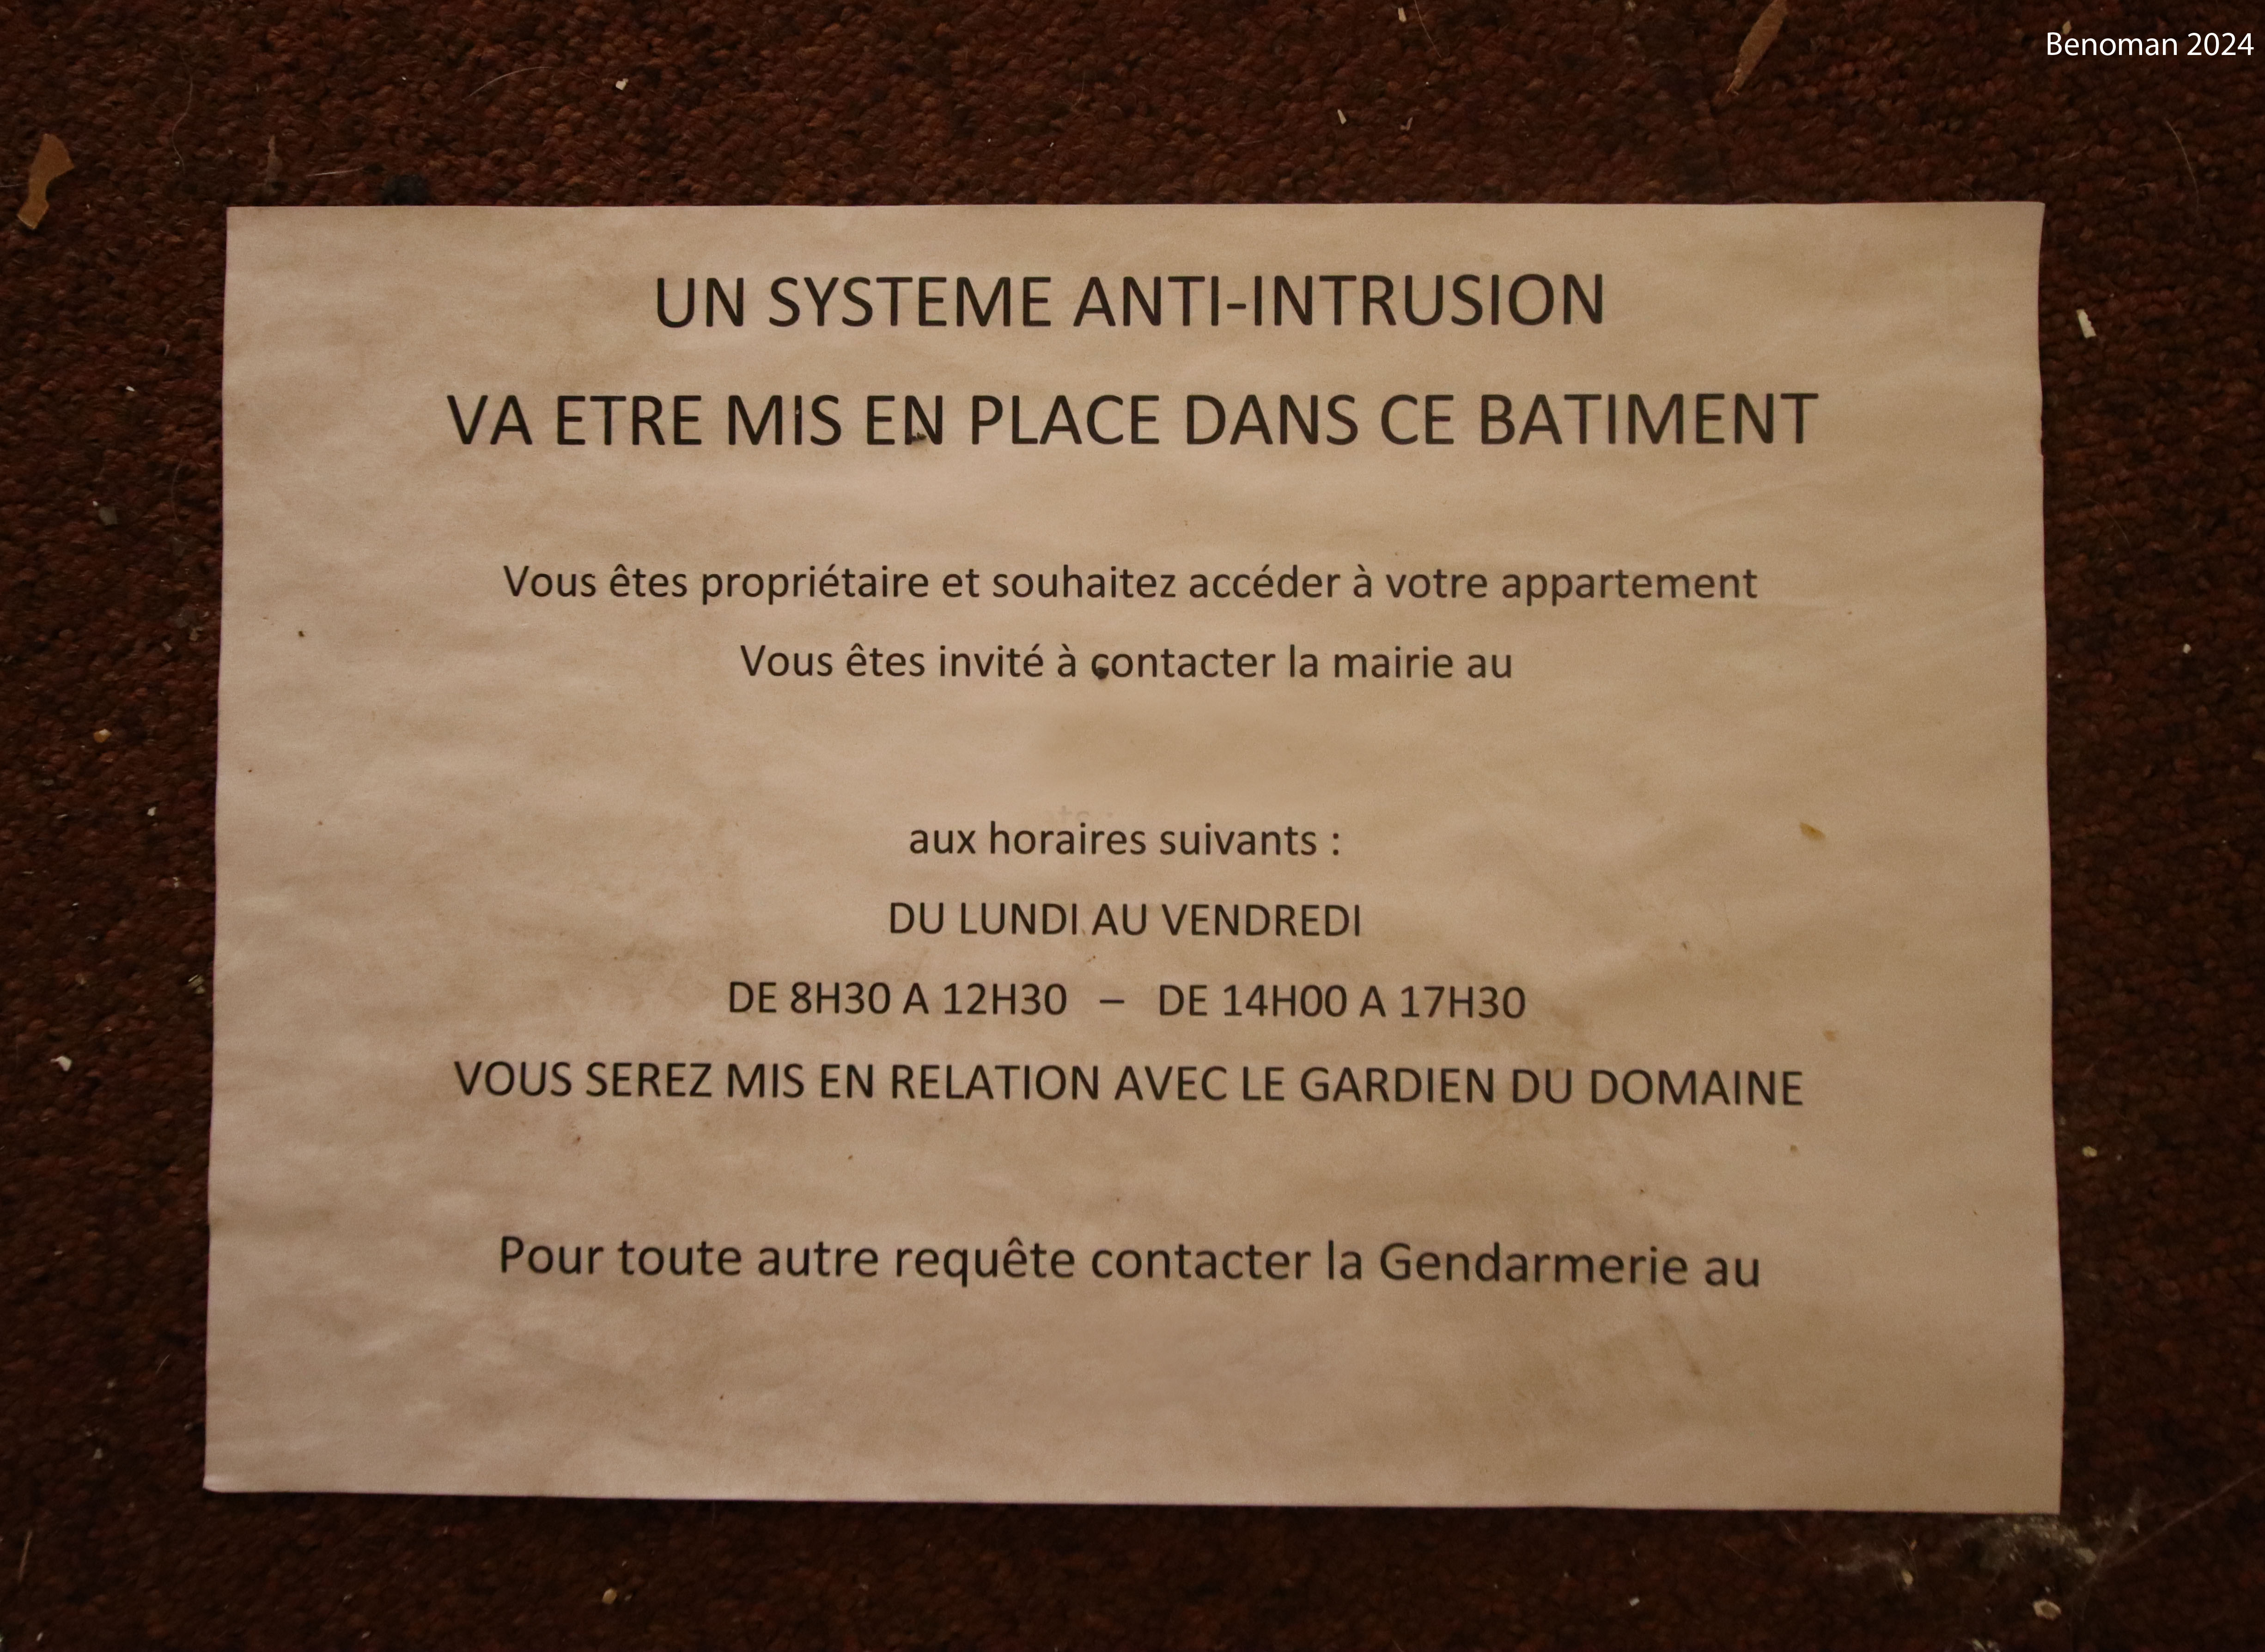 Benoman 2024
UN SYSTEME ANTI-INTRUSION
VA ETRE MIS EN PLACE DANS CE BATIMENT
Vous êtes propriétaire et souhaitez accéder à votre appartement
Vous êtes invité à contacter la mairie au
aux horaires suivants :
DU LUNDI AU VENDREDI
DE 8H30 A 12H30 – DE 14H00 A 17H30
VOUS SEREZ MIS EN RELATION AVEC LE GARDIEN DU DOMAINE
Pour toute autre requête contacter la Gendarmerie au